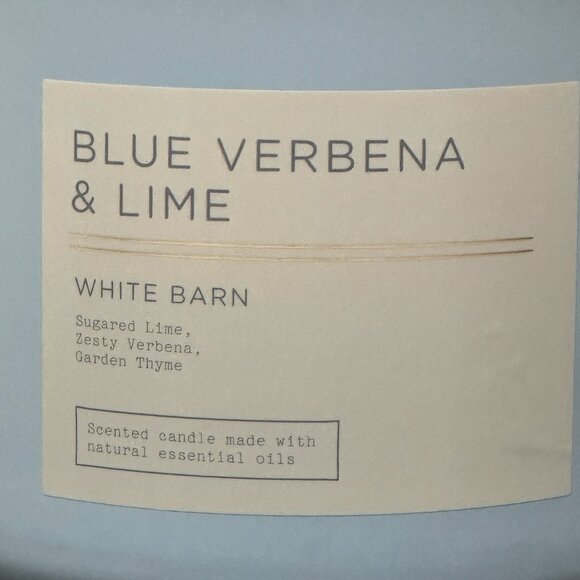 BLUE VERBENA
& LIME
WHITE BARN
Sugared Lime,
Zesty Verbena,
Garden Thyme
Scented candle made with
natural essential oils